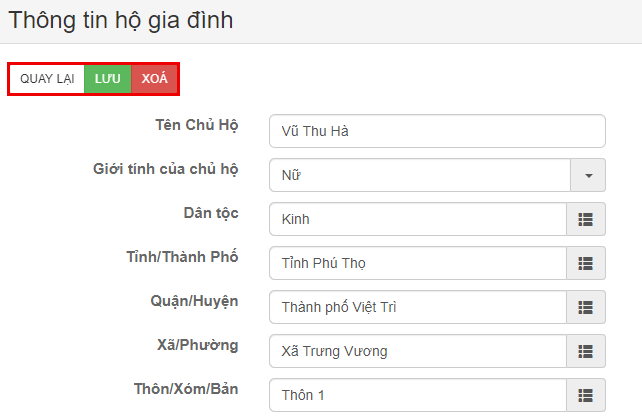 Thông tin hộ gia đình
QUAY LẠI LƯU XOÁ
Tên Chủ Hộ Vũ Thu Hà
Giới tính của chủ hộ Nữ
Dân tộc Kinh
Tỉnh/Thành Phố Tỉnh Phú Thọ
Quận/Huyện Thành phố Việt Trì
Xã/Phường Xã Trưng Vương
Thôn/Xóm/Bản Thôn 1